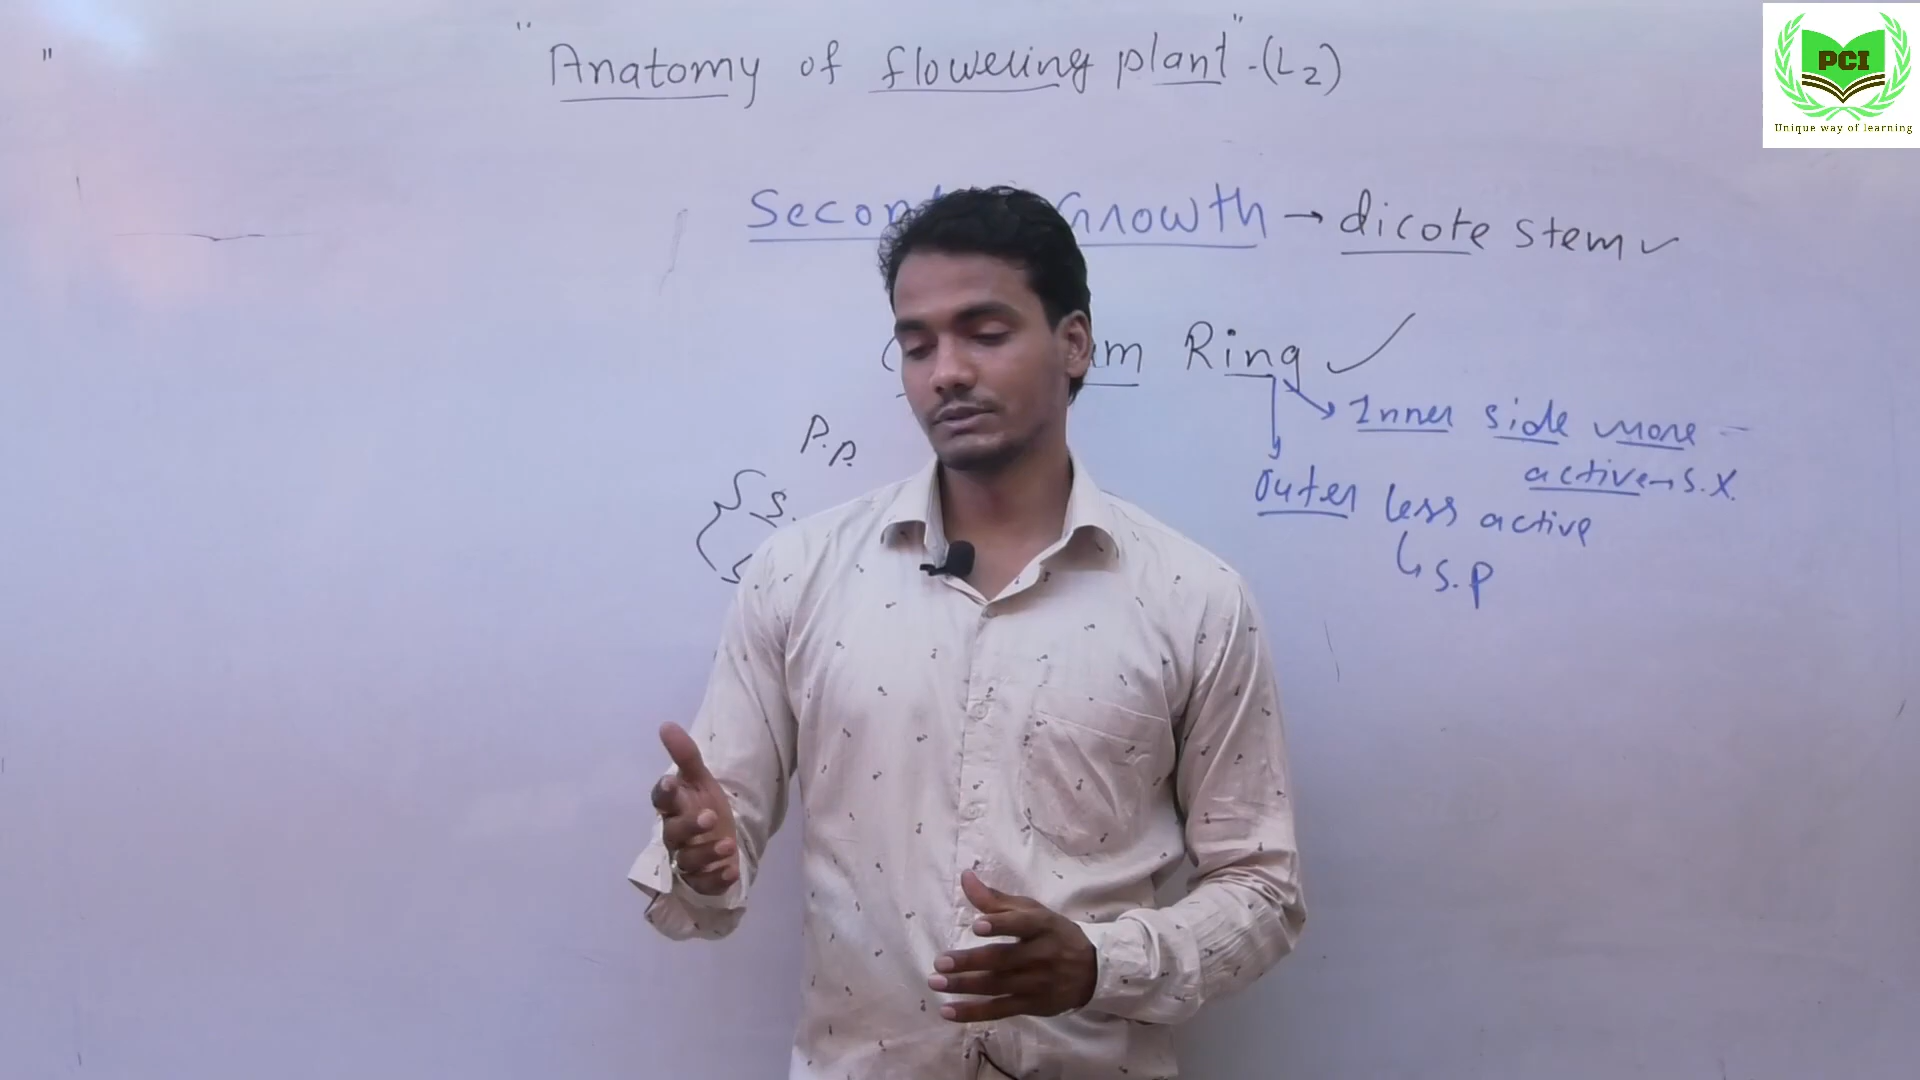 "Anatomy of flowering plant" -(L2)
PCI
Unique way of learning
Growth → dicote stem ✓
Ring ✓
Inner side more -
active → S.X.
P.P.
{ S.
outer less active
↳ S.P